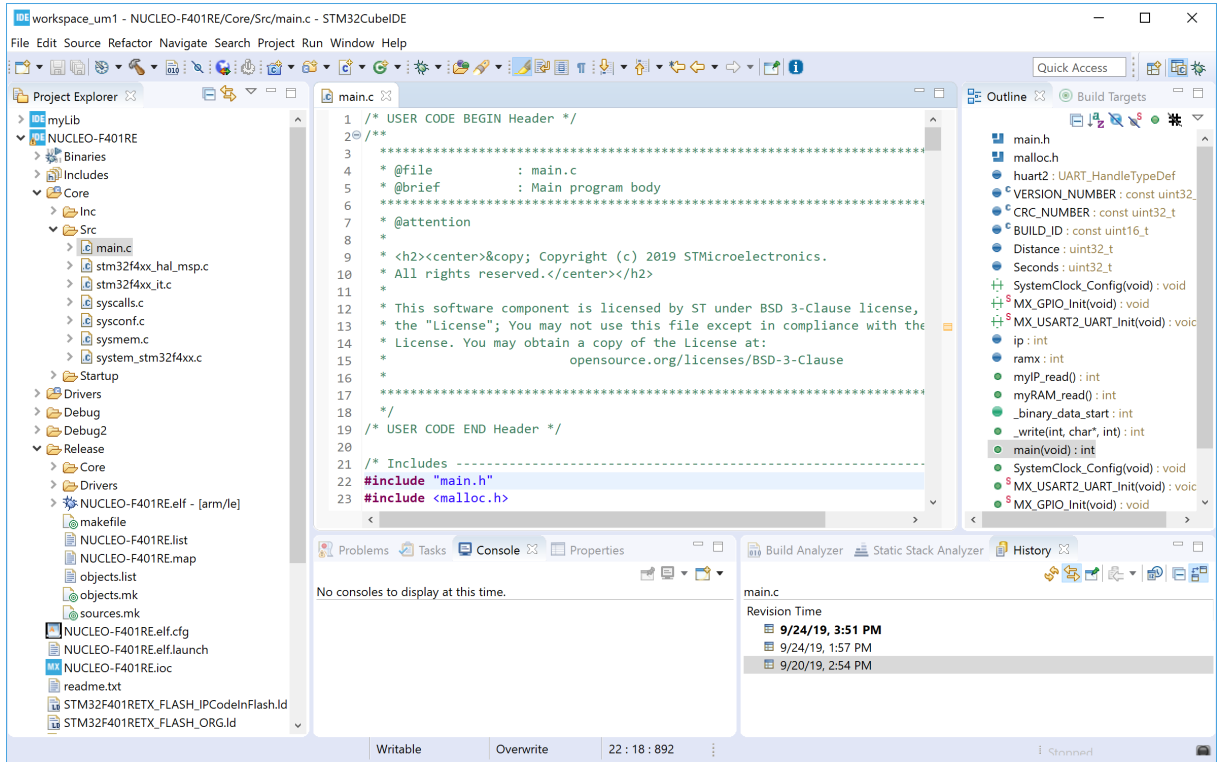 IDE workspace_um1 - NUCLEO-F401RE/Core/Src/main.c - STM32CubeIDE
File Edit Source Refactor Navigate Search Project Run Window Help
Quick Access
Project Explorer
IDE myLib
IDE NUCLEO-F401RE
Binaries
Includes
Core
Inc
Src
main.c
stm32f4xx_hal_msp.c
stm32f4xx_it.c
syscalls.c
sysconf.c
sysmem.c
system_stm32f4xx.c
Startup
Drivers
Debug
Debug2
Release
Core
Drivers
NUCLEO-F401RE.elf - [arm/le]
makefile
NUCLEO-F401RE.list
NUCLEO-F401RE.map
objects.list
objects.mk
sources.mk
NUCLEO-F401RE.elf.cfg
NUCLEO-F401RE.elf.launch
MX NUCLEO-F401RE.ioc
readme.txt
STM32F401RETX_FLASH_IPCodeInFlash.ld
STM32F401RETX_FLASH_ORG.ld
main.c
1 /* USER CODE BEGIN Header */
2 /**
3 ******************************************************************************
4 * @file : main.c
5 * @brief : Main program body
6 ******************************************************************************
7 * @attention
8 *
9 * <h2><center>&copy; Copyright (c) 2019 STMicroelectronics.
10 * All rights reserved.</center></h2>
11 *
12 * This software component is licensed by ST under BSD 3-Clause license,
13 * the "License"; You may not use this file except in compliance with the
14 * License. You may obtain a copy of the License at:
15 * opensource.org/licenses/BSD-3-Clause
16 *
17 ******************************************************************************
18 */
19 /* USER CODE END Header */
20
21 /* Includes ------------------------------------------------------------------
22 #include "main.h"
23 #include <malloc.h>
Outline Build Targets
main.h
malloc.h
huart2 : UART_HandleTypeDef
VERSION_NUMBER : const uint32_
CRC_NUMBER : const uint32_t
BUILD_ID : const uint16_t
Distance : uint32_t
Seconds : uint32_t
SystemClock_Config(void) : void
MX_GPIO_Init(void) : void
MX_USART2_UART_Init(void) : void
ip : int
ramx : int
myIP_read() : int
myRAM_read() : int
_binary_data_start : int
_write(int, char*, int) : int
main(void) : int
SystemClock_Config(void) : void
MX_USART2_UART_Init(void) : void
MX_GPIO_Init(void) : void
Problems Tasks Console Properties
No consoles to display at this time.
Build Analyzer Static Stack Analyzer History
main.c
Revision Time
9/24/19, 3:51 PM
9/24/19, 1:57 PM
9/20/19, 2:54 PM
Writable Overwrite 22 : 18 : 892
Stopped